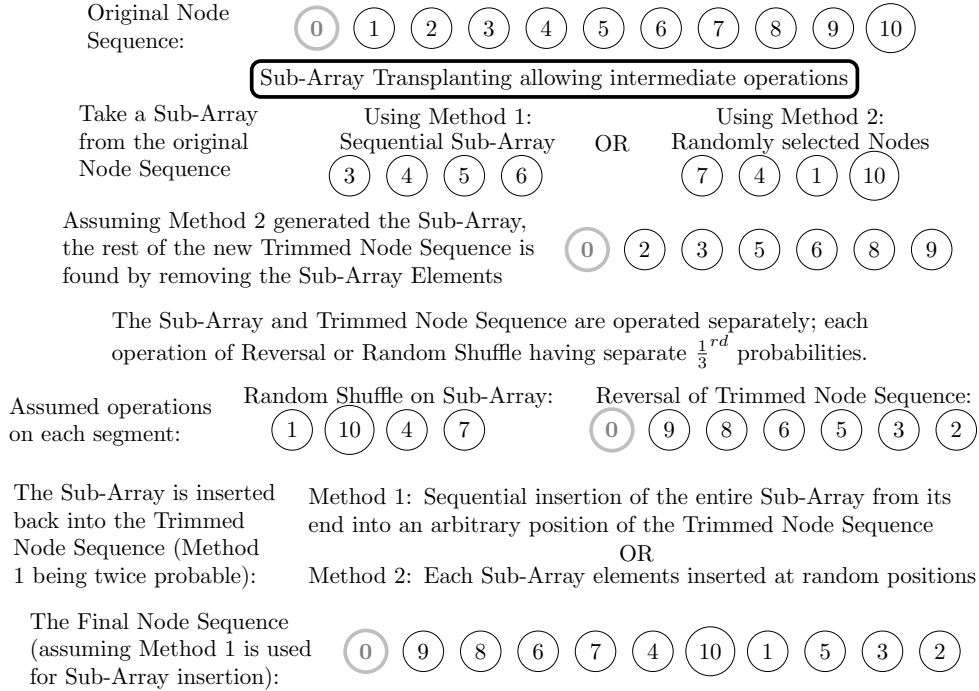 Original Node
Sequence:
0 1 2 3 4 5 6 7 8 9 10
Sub-Array Transplanting allowing intermediate operations
Take a Sub-Array
from the original
Node Sequence
Using Method 1:
Sequential Sub-Array
3 4 5 6
OR
Using Method 2:
Randomly selected Nodes
7 4 1 10
Assuming Method 2 generated the Sub-Array,
the rest of the new Trimmed Node Sequence is
found by removing the Sub-Array Elements
0 2 3 5 6 8 9
The Sub-Array and Trimmed Node Sequence are operated separately; each
operation of Reversal or Random Shuffle having separate 1/3 rd probabilities.
Assumed operations
on each segment:
Random Shuffle on Sub-Array:
1 10 4 7
Reversal of Trimmed Node Sequence:
0 9 8 6 5 3 2
The Sub-Array is inserted
back into the Trimmed
Node Sequence (Method
1 being twice probable):
Method 1: Sequential insertion of the entire Sub-Array from its
end into an arbitrary position of the Trimmed Node Sequence
OR
Method 2: Each Sub-Array elements inserted at random positions
The Final Node Sequence
(assuming Method 1 is used
for Sub-Array insertion):
0 9 8 6 7 4 10 1 5 3 2